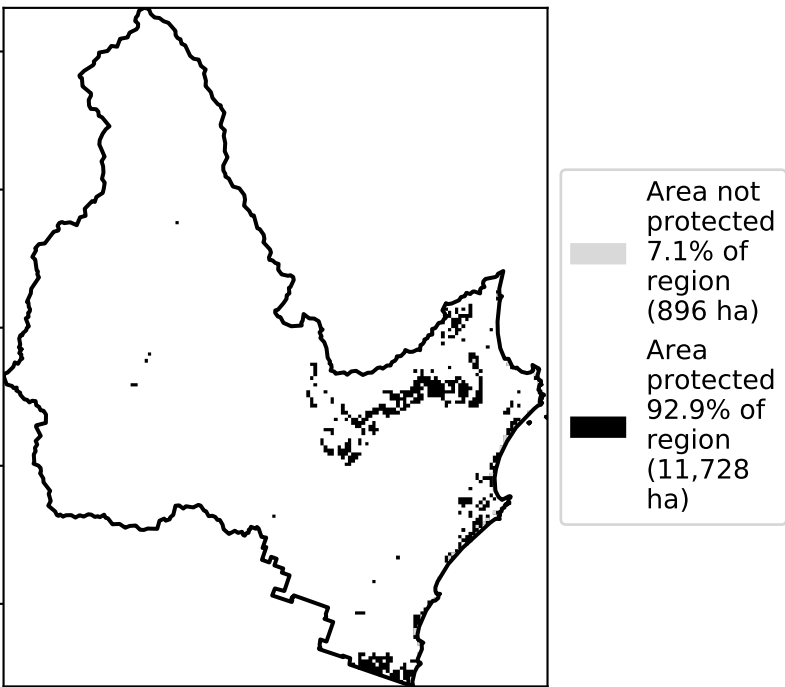 Area not
protected
7.1% of
region
(896 ha)
Area
protected
92.9% of
region
(11,728
ha)